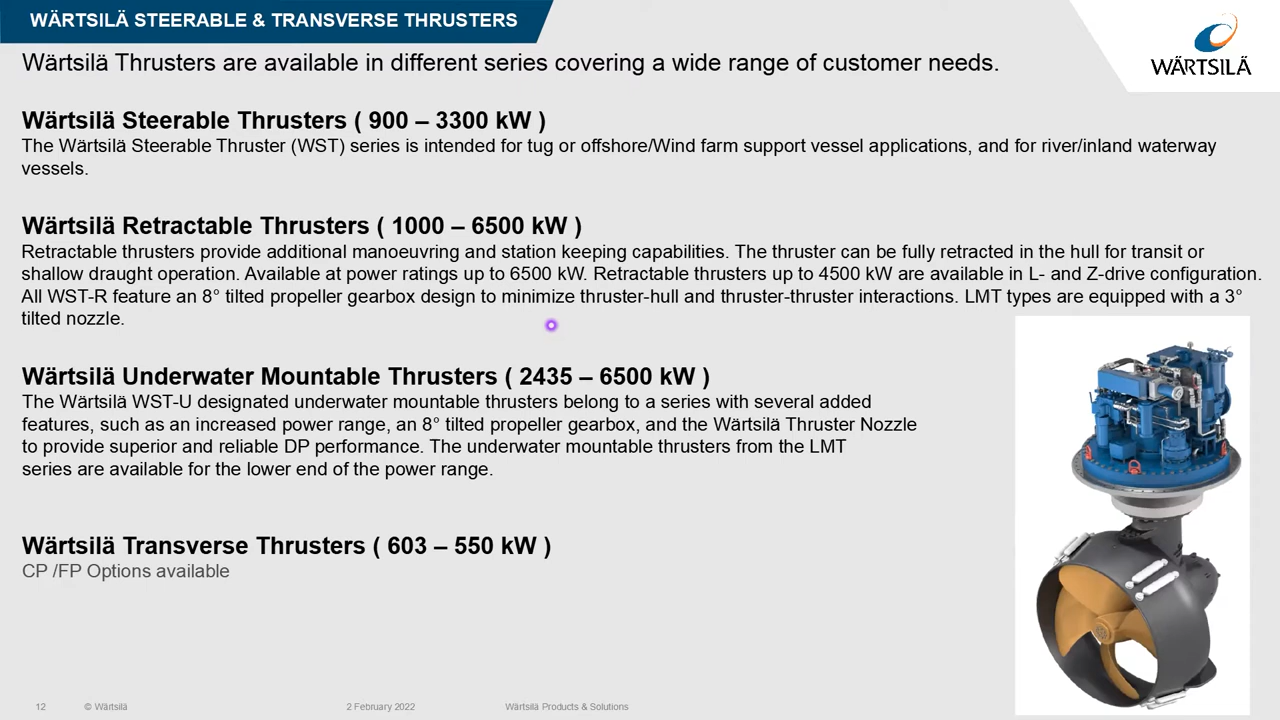 WÄRTSILÄ STEERABLE & TRANSVERSE THRUSTERS
WÄRTSILÄ
Wärtsilä Thrusters are available in different series covering a wide range of customer needs.
Wärtsilä Steerable Thrusters ( 900 – 3300 kW )
The Wärtsilä Steerable Thruster (WST) series is intended for tug or offshore/Wind farm support vessel applications, and for river/inland waterway
vessels.
Wärtsilä Retractable Thrusters ( 1000 – 6500 kW )
Retractable thrusters provide additional manoeuvring and station keeping capabilities. The thruster can be fully retracted in the hull for transit or
shallow draught operation. Available at power ratings up to 6500 kW. Retractable thrusters up to 4500 kW are available in L- and Z-drive configuration.
All WST-R feature an 8° tilted propeller gearbox design to minimize thruster-hull and thruster-thruster interactions. LMT types are equipped with a 3°
tilted nozzle.
Wärtsilä Underwater Mountable Thrusters ( 2435 – 6500 kW )
The Wärtsilä WST-U designated underwater mountable thrusters belong to a series with several added
features, such as an increased power range, an 8° tilted propeller gearbox, and the Wärtsilä Thruster Nozzle
to provide superior and reliable DP performance. The underwater mountable thrusters from the LMT
series are available for the lower end of the power range.
Wärtsilä Transverse Thrusters ( 603 – 550 kW )
CP /FP Options available
12 © Wärtsilä 2 February 2022 Wärtsilä Products & Solutions